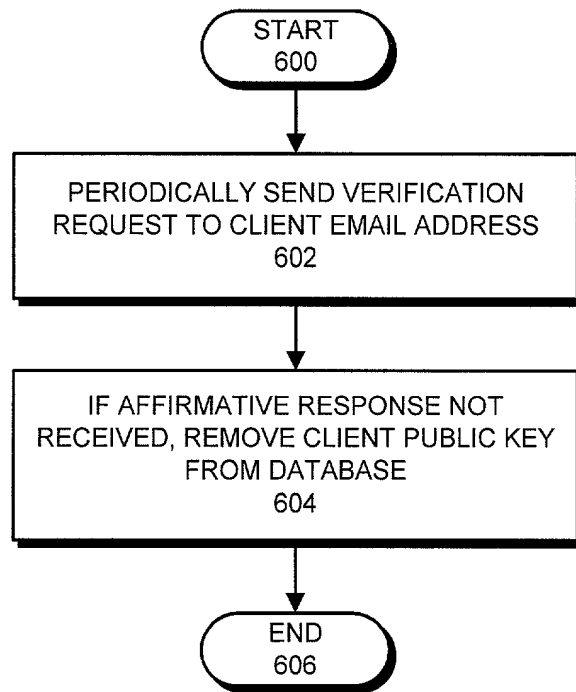 START
600
PERIODICALLY SEND VERIFICATION
REQUEST TO CLIENT EMAIL ADDRESS
602
IF AFFIRMATIVE RESPONSE NOT
RECEIVED, REMOVE CLIENT PUBLIC KEY
FROM DATABASE
604
END
606